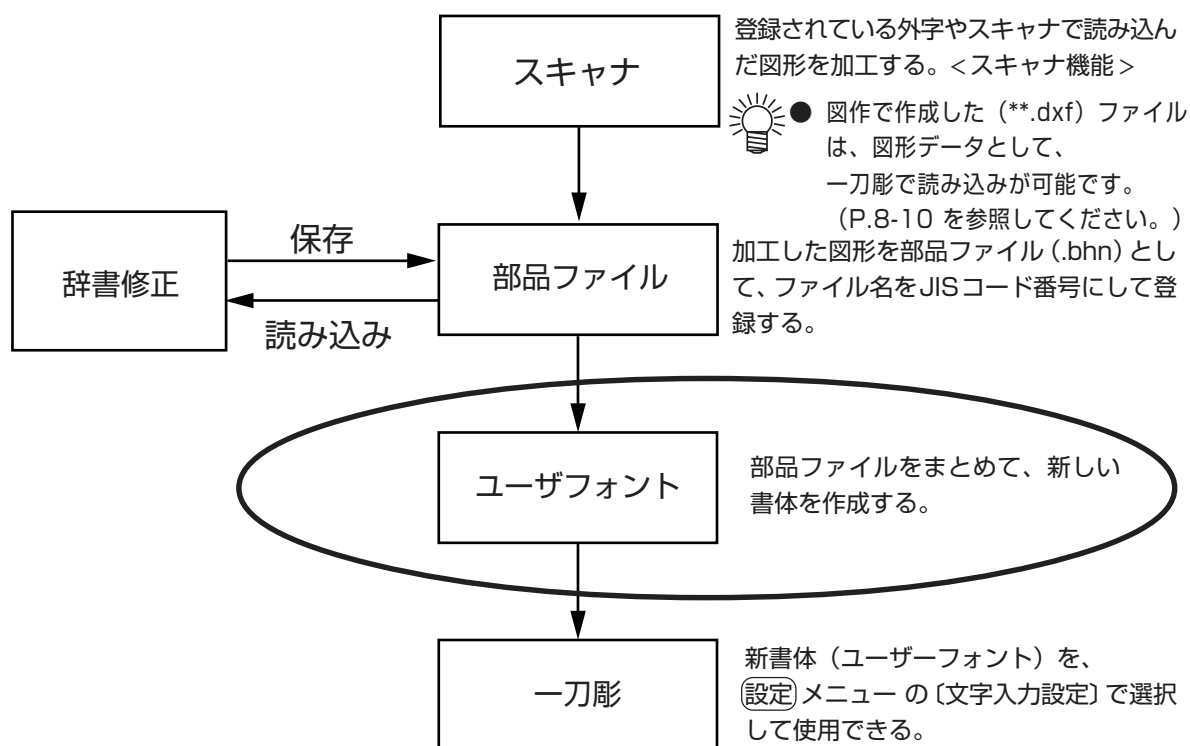 スキャナ
登録されている外字やスキャナで読み込ん
だ図形を加工する。<スキャナ機能>
● 図作で作成した（**.dxf）ファイル
は、図形データとして、
一刀彫で読み込みが可能です。
（P.8-10 を参照してください。）
辞書修正
保存
読み込み
部品ファイル
加工した図形を部品ファイル（.bhn）とし
て、ファイル名をJISコード番号にして登
録する。
ユーザフォント
部品ファイルをまとめて、新しい
書体を作成する。
一刀彫
新書体（ユーザーフォント）を、
設定メニュー の〔文字入力設定〕で選択
して使用できる。